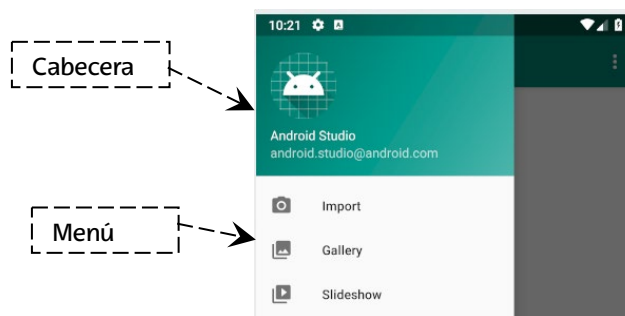 10:21
Cabecera
Android Studio
android.studio@android.com
Import
Menú
Gallery
Slideshow